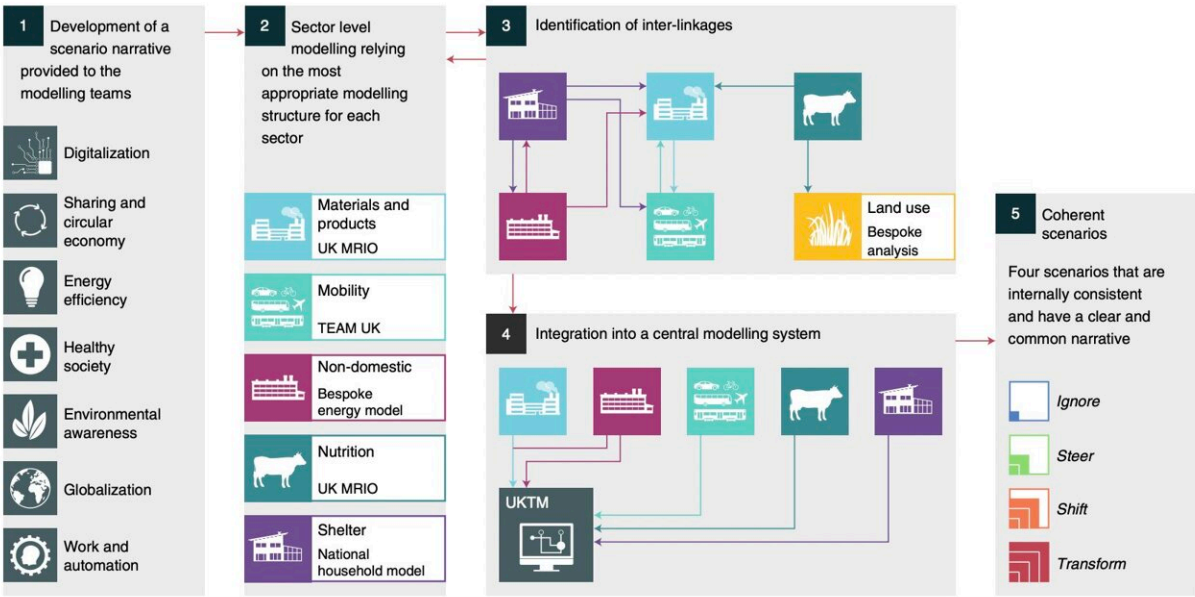 1
Development of a
scenario narrative
provided to the
modelling teams
Digitalization
Sharing and
circular
economy
Energy
efficiency
Healthy
society
Environmental
awareness
Globalization
Work and
automation
2
Sector level
modelling relying
on the most
appropriate modelling
structure for each
sector
Materials and
products
UK MRIO
Mobility
TEAM UK
Non-domestic
Bespoke
energy model
Nutrition
UK MRIO
Shelter
National
household model
3
Identification of inter-linkages
Land use
Bespoke
analysis
4
Integration into a central modelling system
UKTM
5
Coherent
scenarios
Four scenarios that are
internally consistent
and have a clear and
common narrative
Ignore
Steer
Shift
Transform